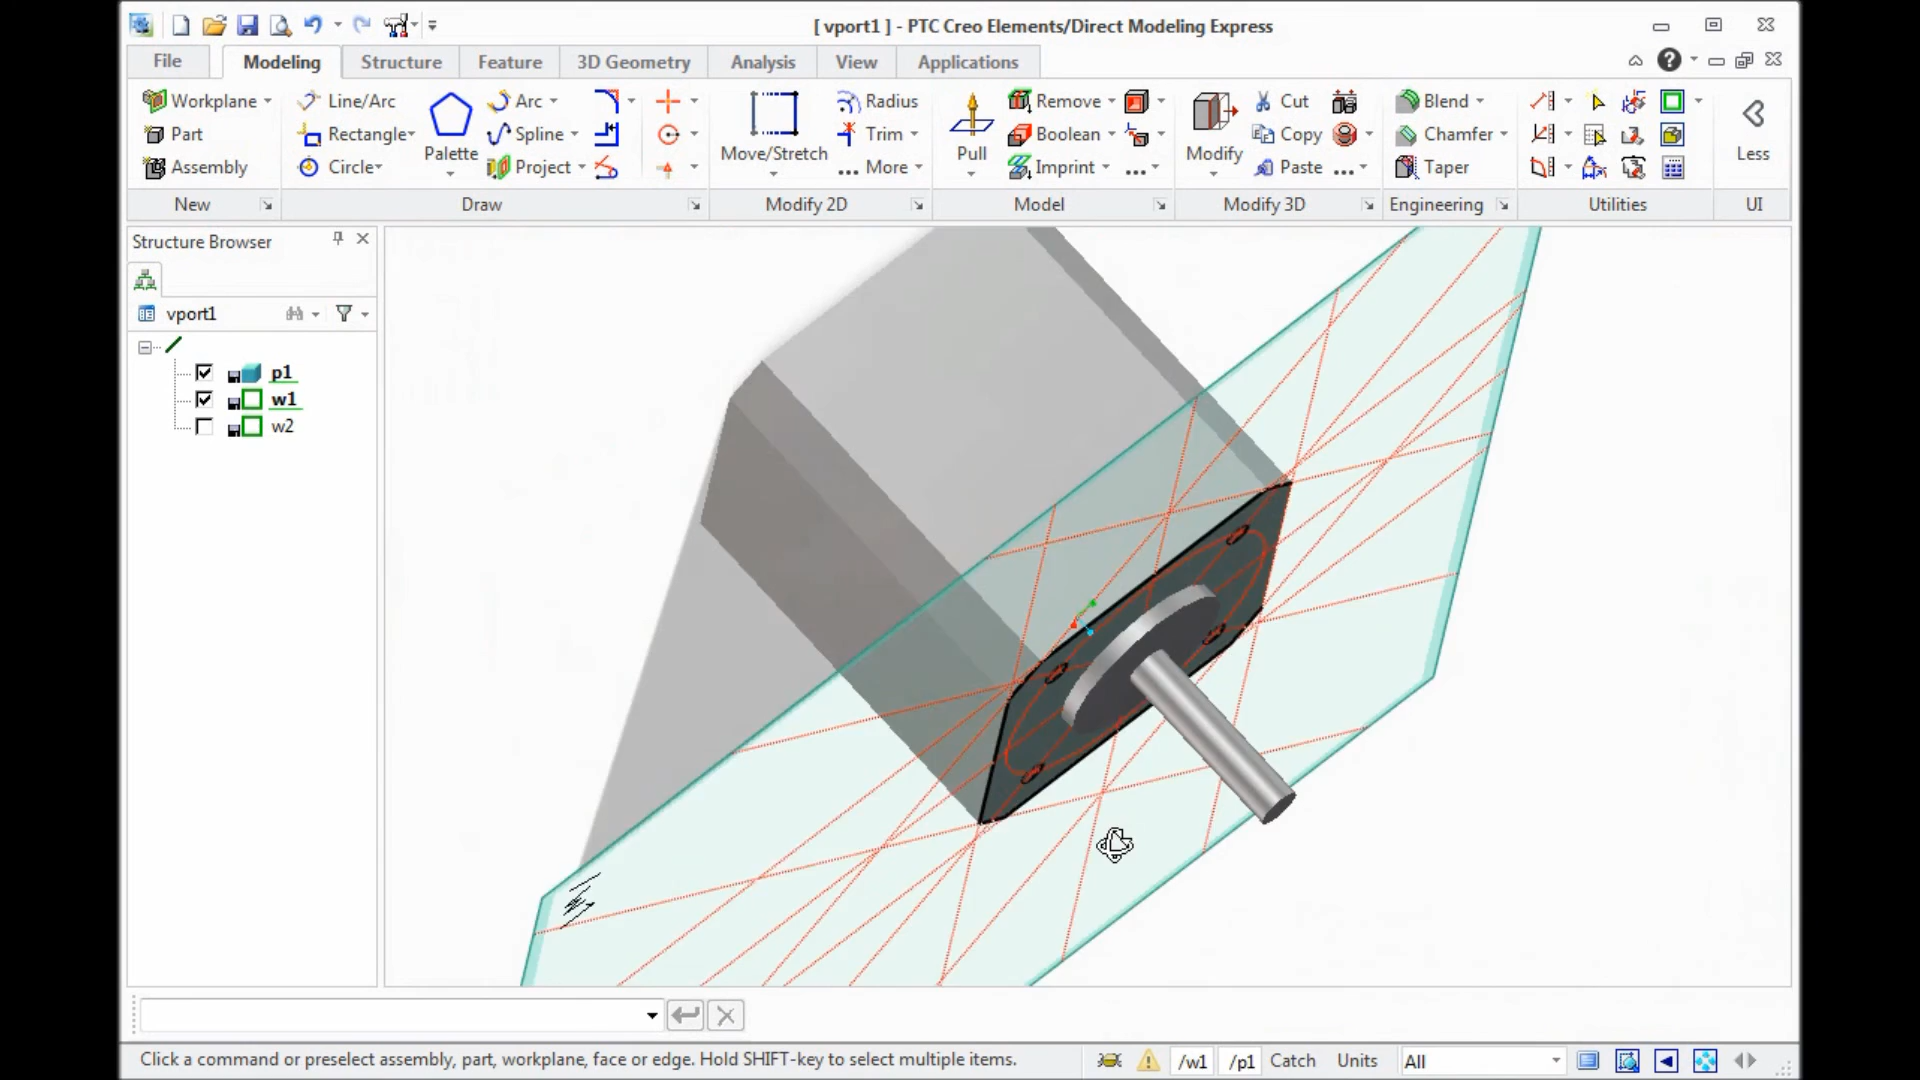 [ vport1 ] - PTC Creo Elements/Direct Modeling Express
File Modeling Structure Feature 3D Geometry Analysis View Applications
Workplane Line/Arc Arc Radius Remove Cut Blend
Part Rectangle Palette Spline Move/Stretch Trim Pull Boolean Modify Copy Chamfer Less
Assembly Circle Project ... More Imprint ... Paste ... Taper
New Draw Modify 2D Model Modify 3D Engineering Utilities UI
Structure Browser
vport1
p1
w1
w2
Click a command or preselect assembly, part, workplane, face or edge. Hold SHIFT-key to select multiple items. /w1 /p1 Catch Units All